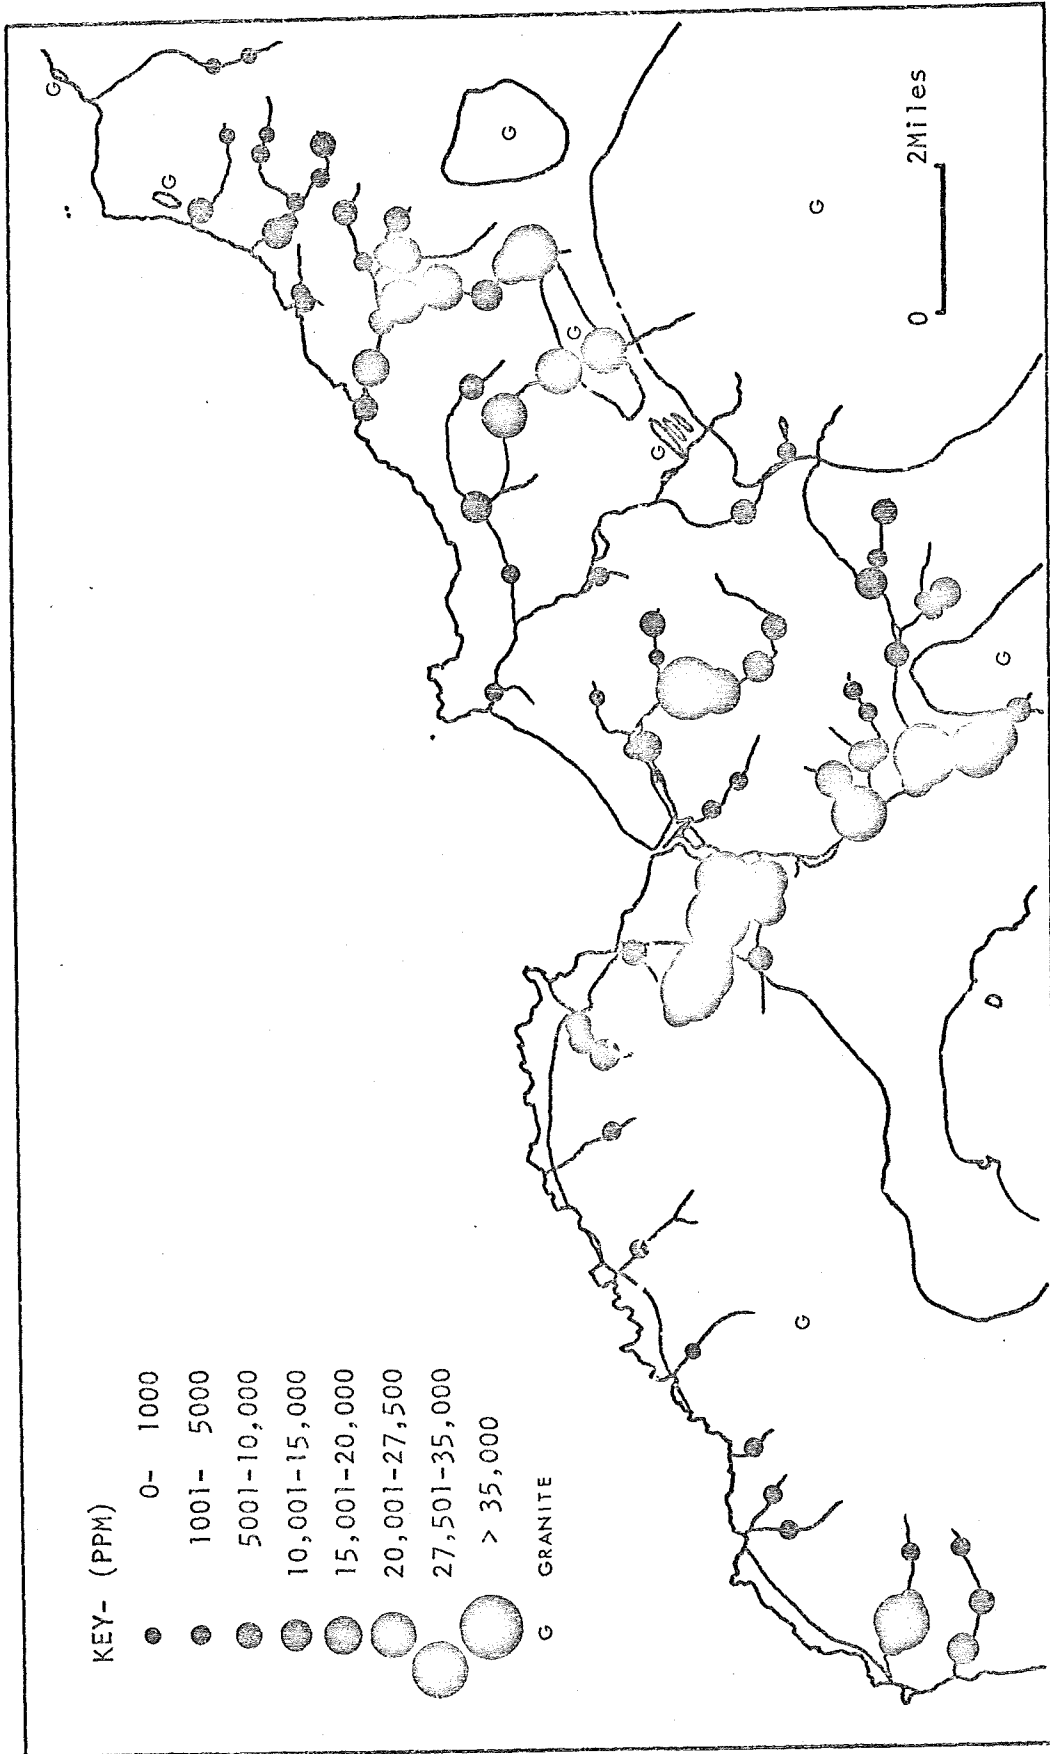 KEY- (PPM)
0- 1000
1001- 5000
5001-10,000
10,001-15,000
15,001-20,000
20,001-27,500
27,501-35,000
> 35,000
G GRANITE
G
G
G
G
G
G
G
G
D
0 2Miles